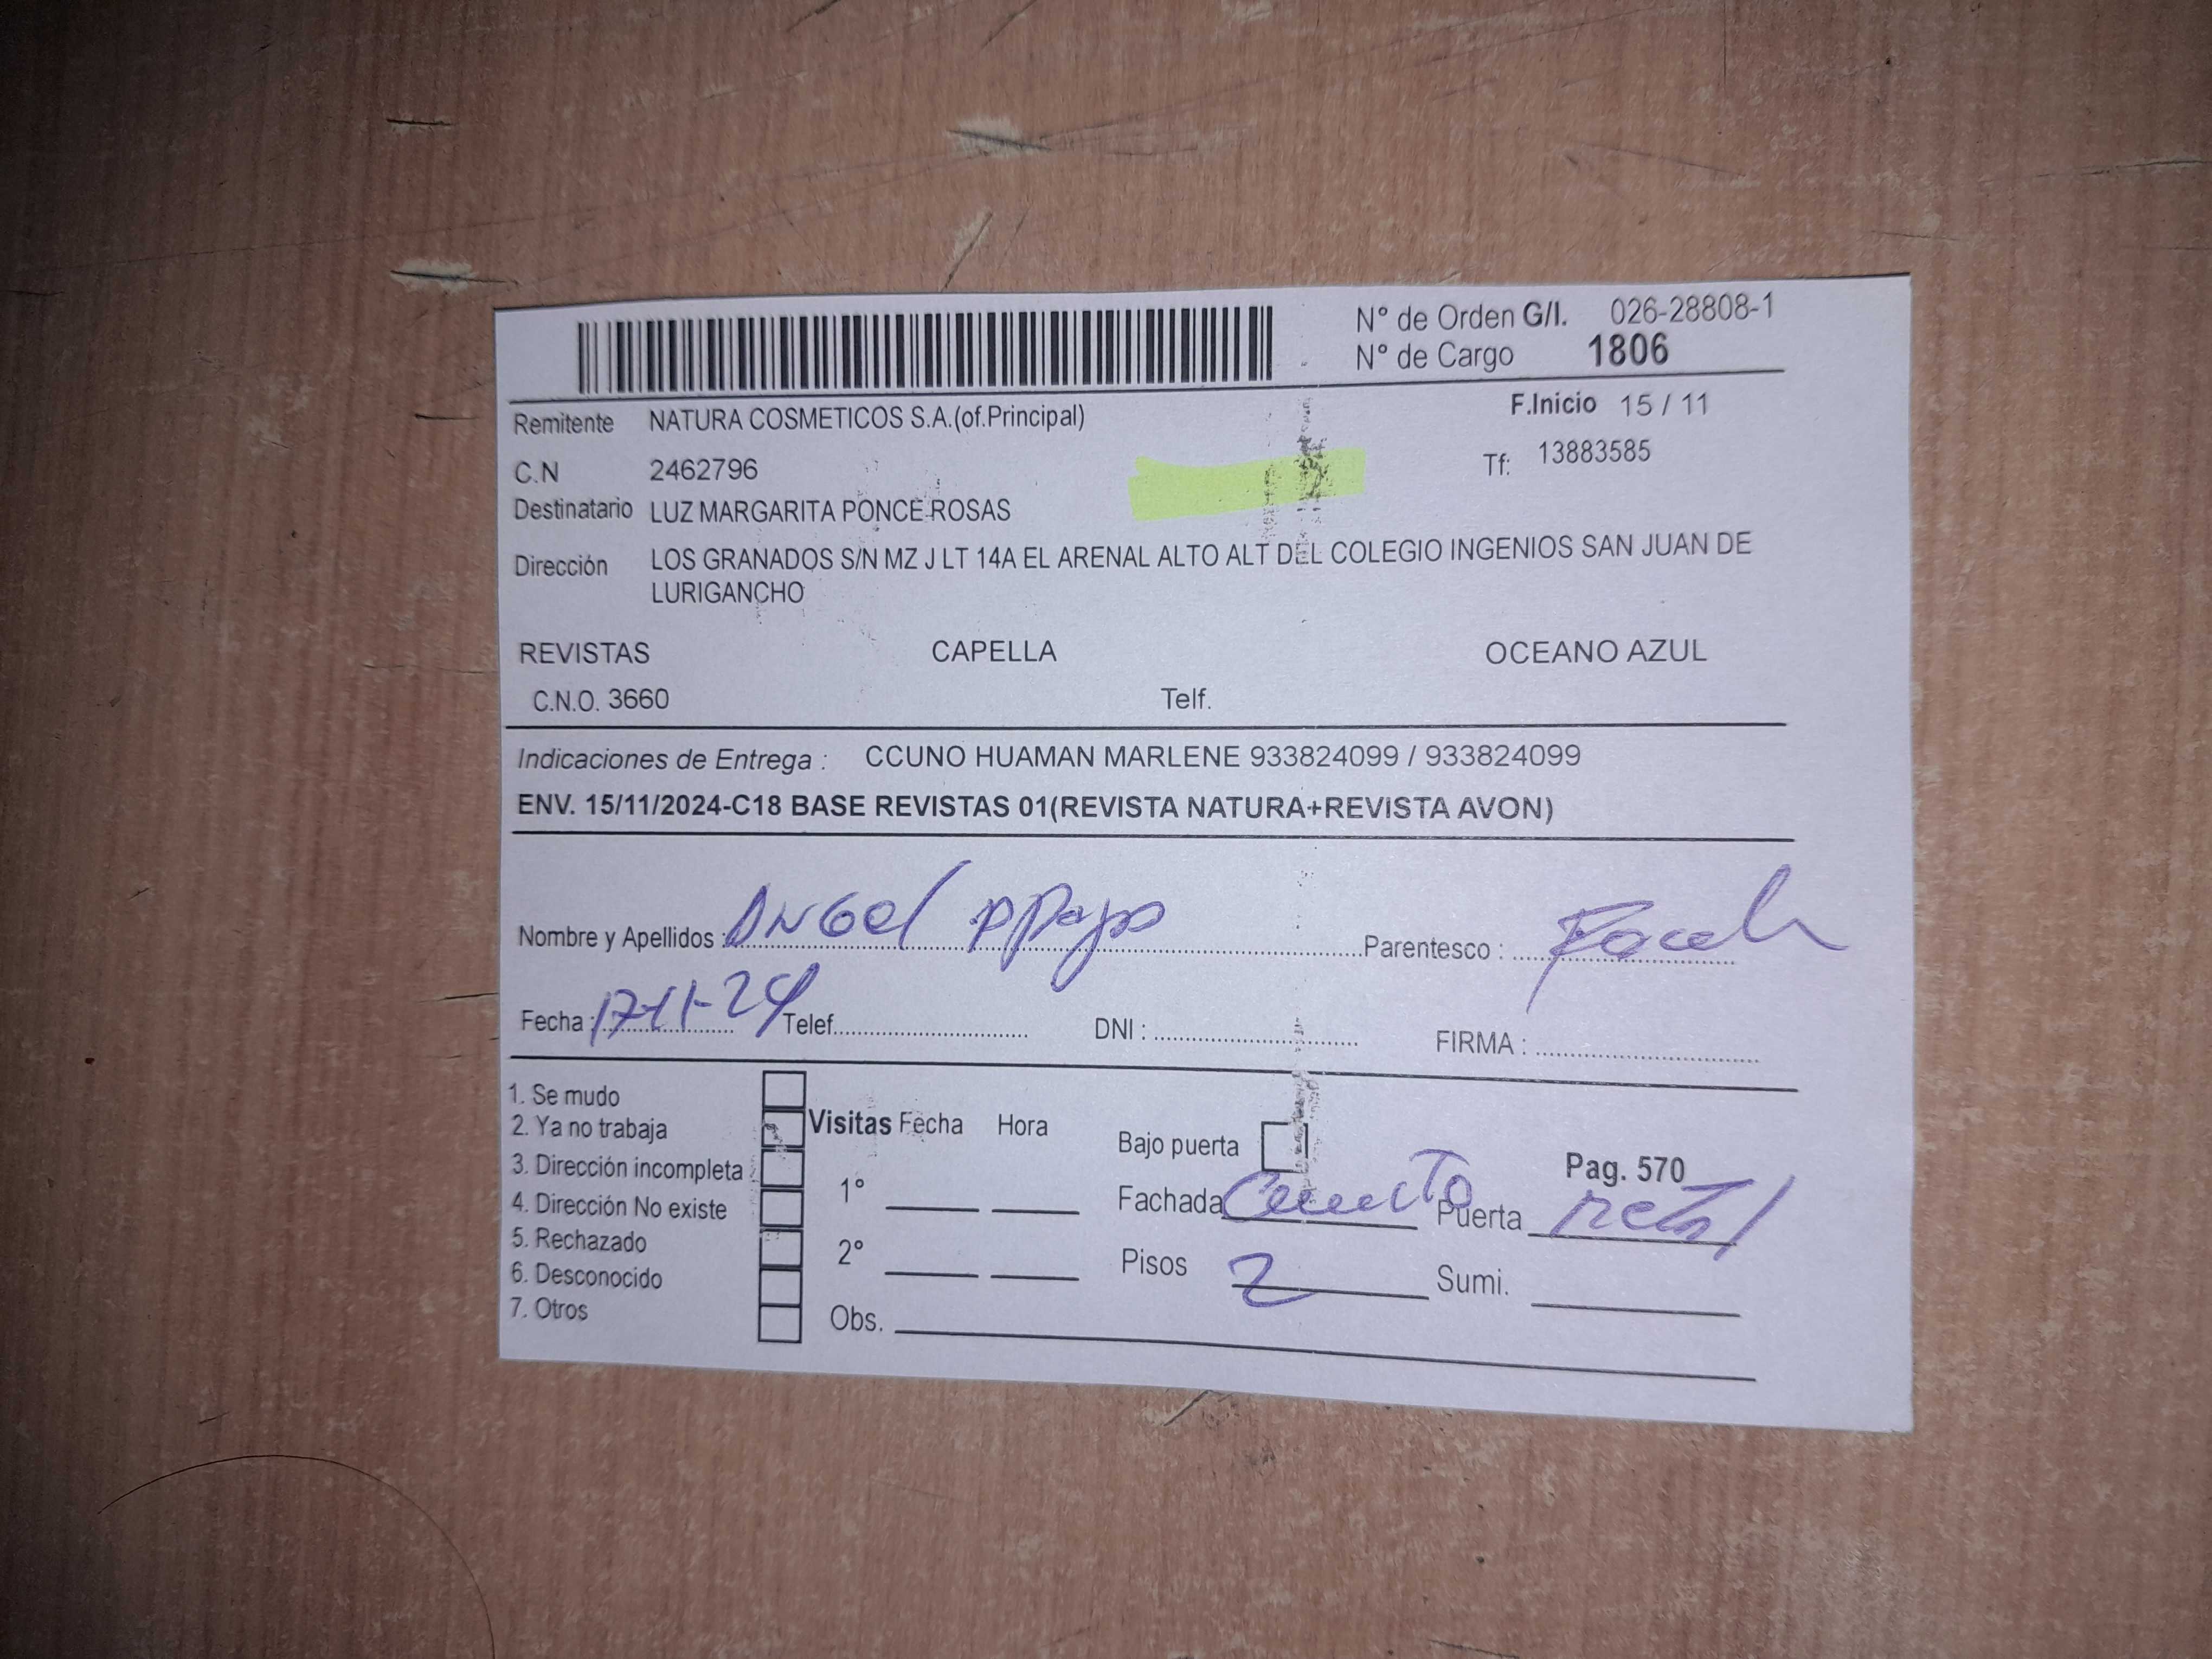 N° de Orden G/I. 026-28808-1
N° de Cargo 1806
Remitente NATURA COSMETICOS S.A.(of.Principal) F.Inicio 15 / 11
C.N 2462796 Tf: 13883585
Destinatario LUZ MARGARITA PONCE ROSAS
Dirección LOS GRANADOS S/N MZ J LT 14A EL ARENAL ALTO ALT DEL COLEGIO INGENIOS SAN JUAN DE
LURIGANCHO
REVISTAS CAPELLA OCEANO AZUL
C.N.O. 3660 Telf.
Indicaciones de Entrega : CCUNO HUAMAN MARLENE 933824099 / 933824099
ENV. 15/11/2024-C18 BASE REVISTAS 01(REVISTA NATURA+REVISTA AVON)
Nombre y Apellidos : Angel Parentesco :
Fecha : 17-11-24 Telef. DNI : FIRMA :
1. Se mudo
2. Ya no trabaja Visitas Fecha Hora Bajo puerta
3. Dirección incompleta Pag. 570
4. Dirección No existe 1° Fachada Cemento Puerta metal
5. Rechazado
6. Desconocido 2° Pisos 2 Sumi.
7. Otros Obs.